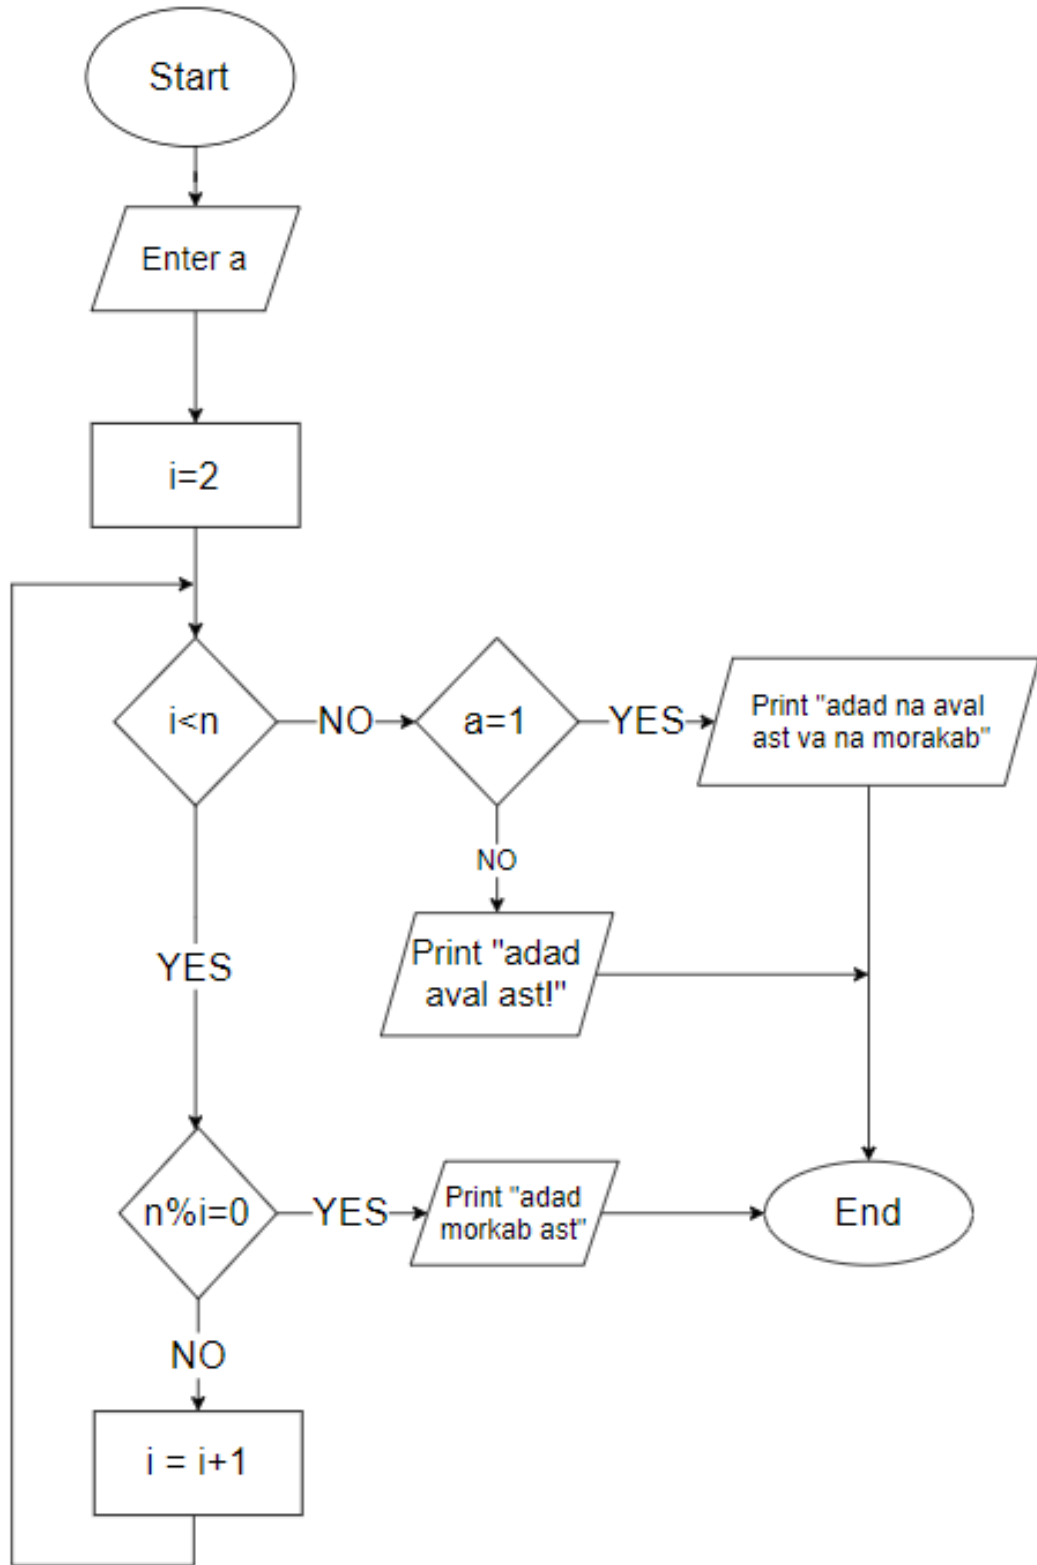 Start
Enter a
i=2
i<n
NO
a=1
YES
Print "adad na aval
ast va na morakab"
NO
Print "adad
aval ast!"
YES
n%i=0
YES
Print "adad
morkab ast"
End
NO
i = i+1